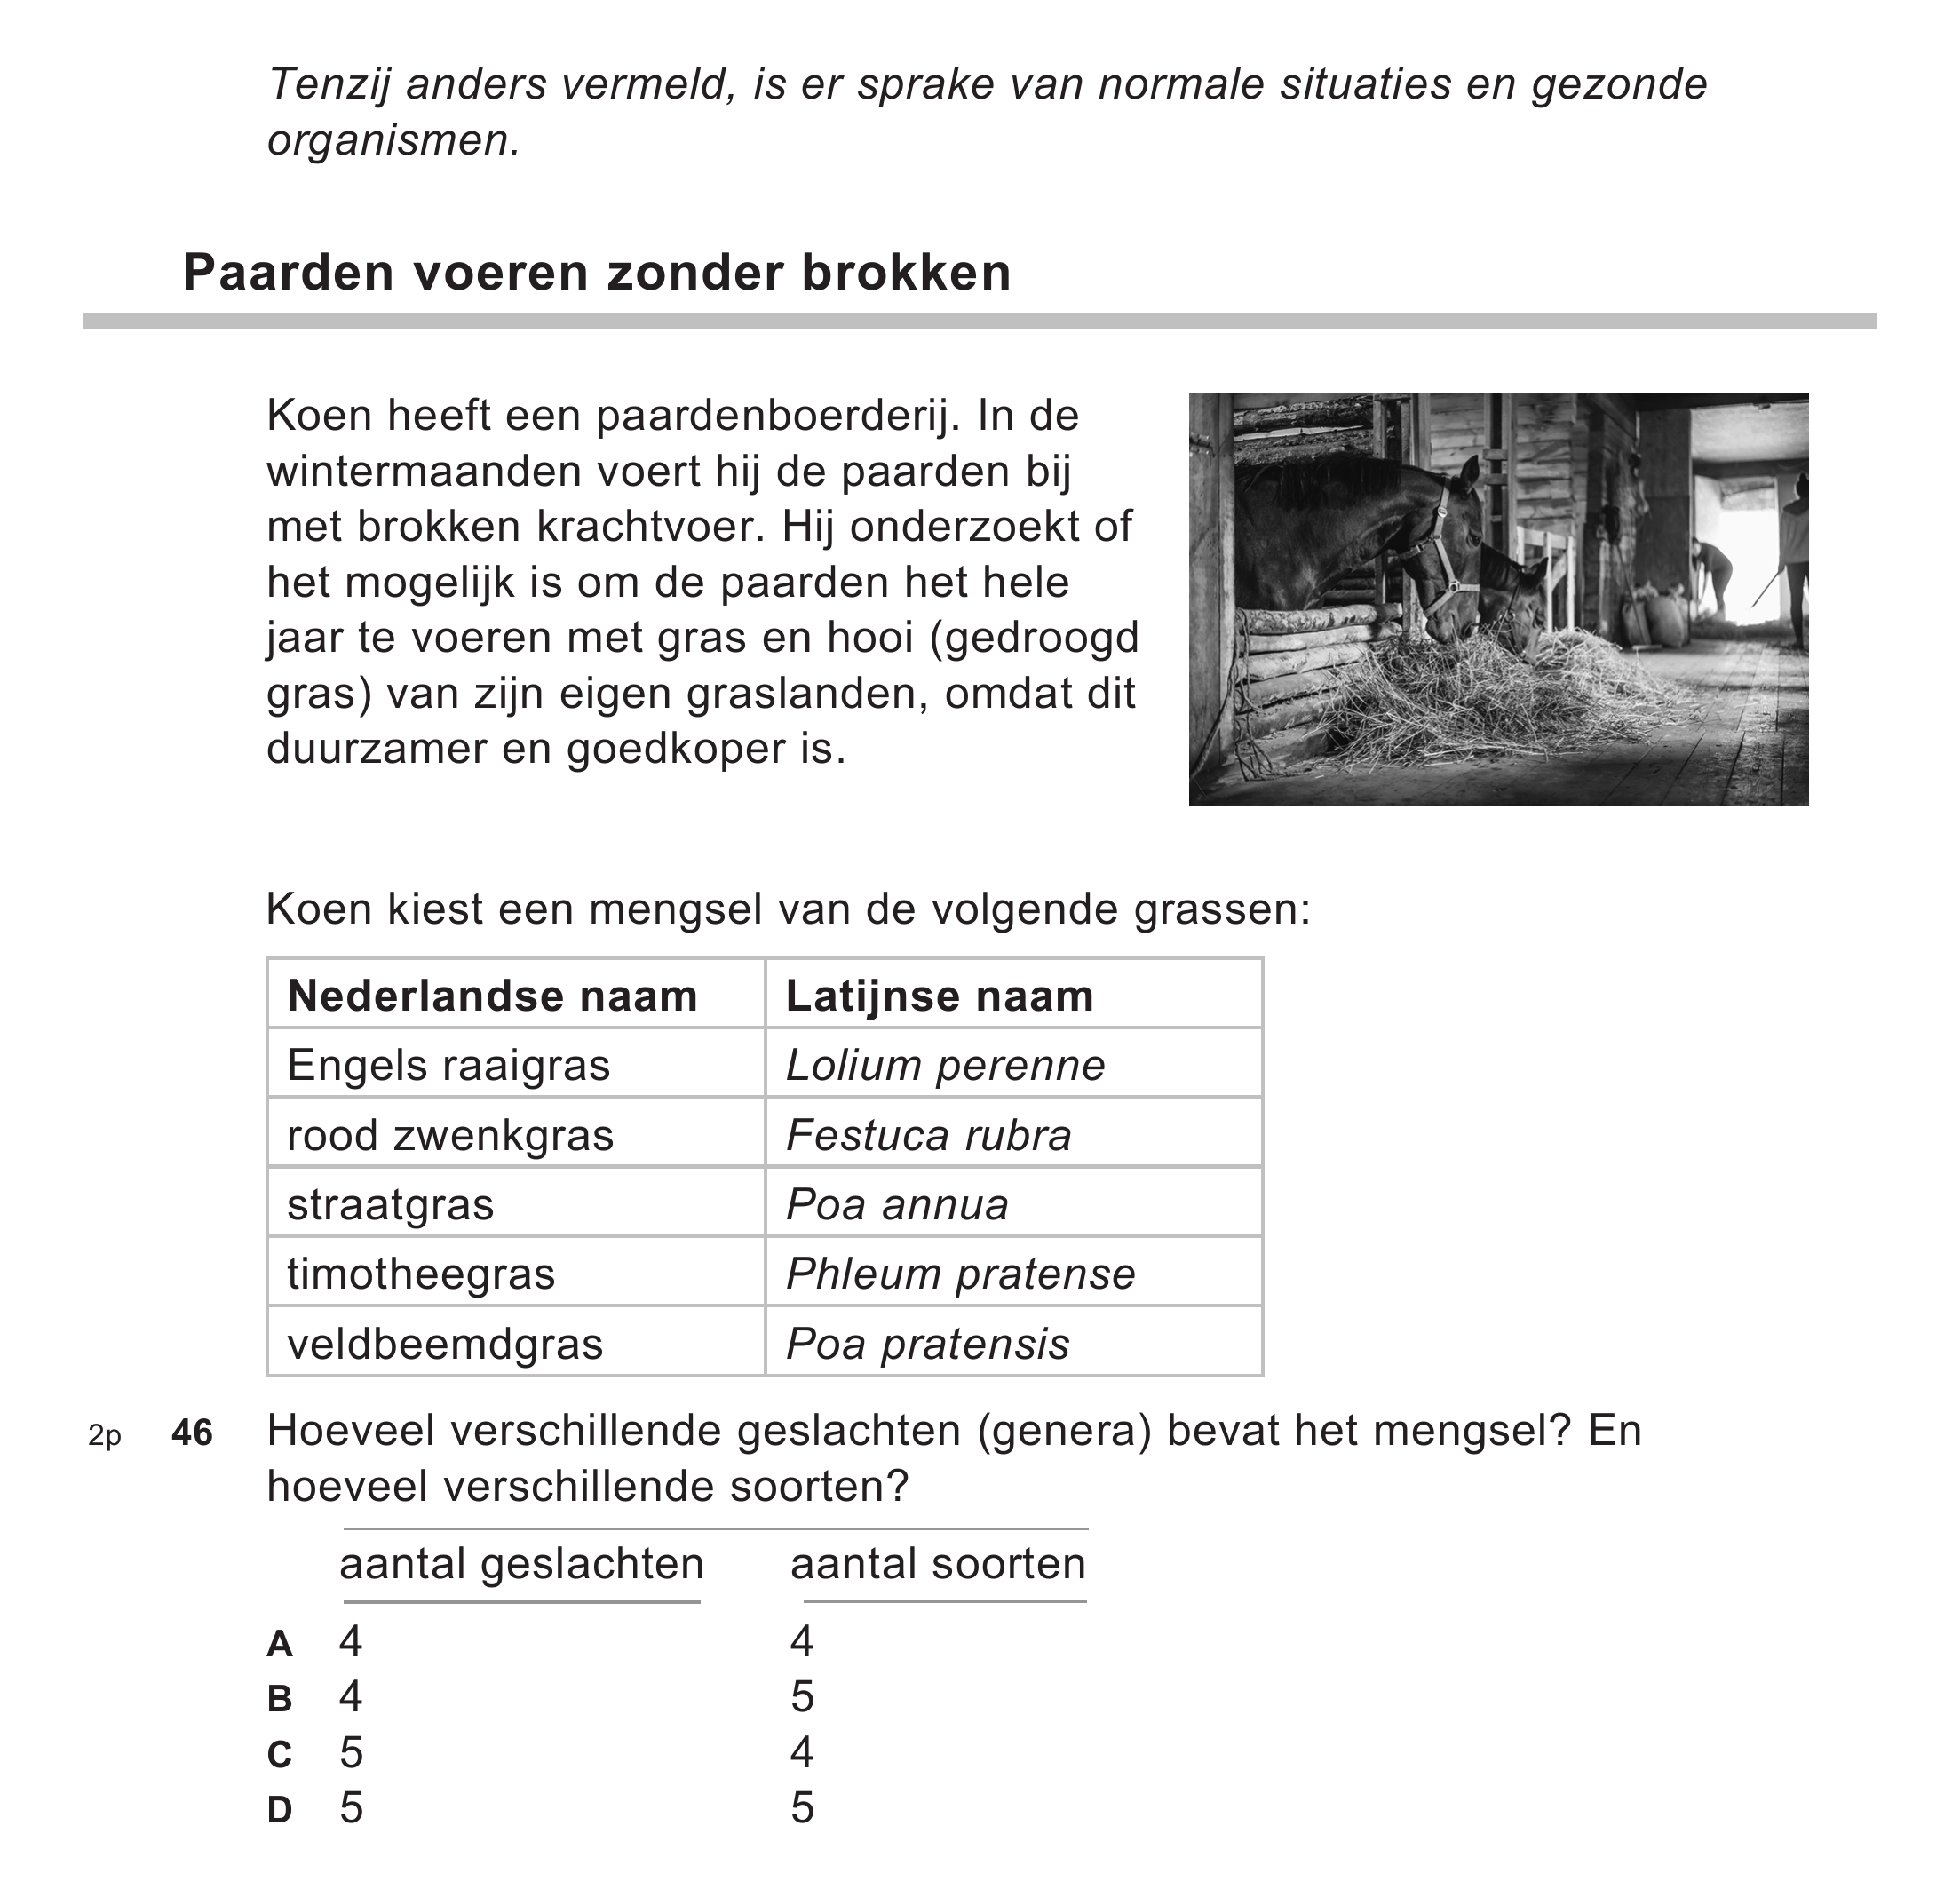 Tenzij anders vermeld, is er sprake van normale situaties en gezonde
organismen.
Paarden voeren zonder brokken
Koen heeft een paardenboerderij. In de
wintermaanden voert hij de paarden bij
met brokken krachtvoer. Hij onderzoekt of
het mogelijk is om de paarden het hele
jaar te voeren met gras en hooi (gedroogd
gras) van zijn eigen graslanden, omdat dit
duurzamer en goedkoper is.
Koen kiest een mengsel van de volgende grassen:
Nederlandse naam Latijnse naam
Engels raaigras Lolium perenne
rood zwenkgras Festuca rubra
straatgras Poa annua
timotheegras Phleum pratense
veldbeemdgras Poa pratensis
2p 46 Hoeveel verschillende geslachten (genera) bevat het mengsel? En
hoeveel verschillende soorten?
aantal geslachten aantal soorten
A 4 4
B 4 5
C 5 4
D 5 5